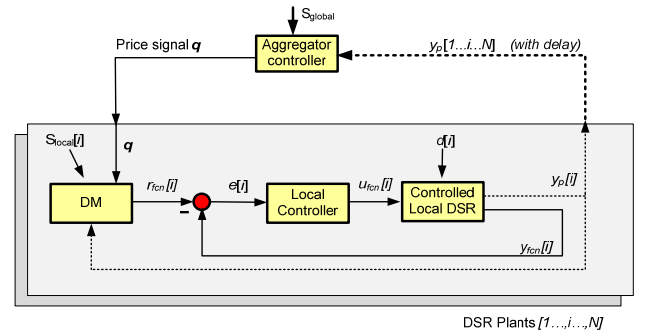 S_global
Price signal q
Aggregator
controller
y_p[1...i...N] (with delay)
S_local[i]
q
d[i]
DM
r_fcn[i]
–
e[i]
Local
Controller
u_fcn[i]
Controlled
Local DSR
y_p[i]
y_fcn[i]
DSR Plants [1...,i...,N]